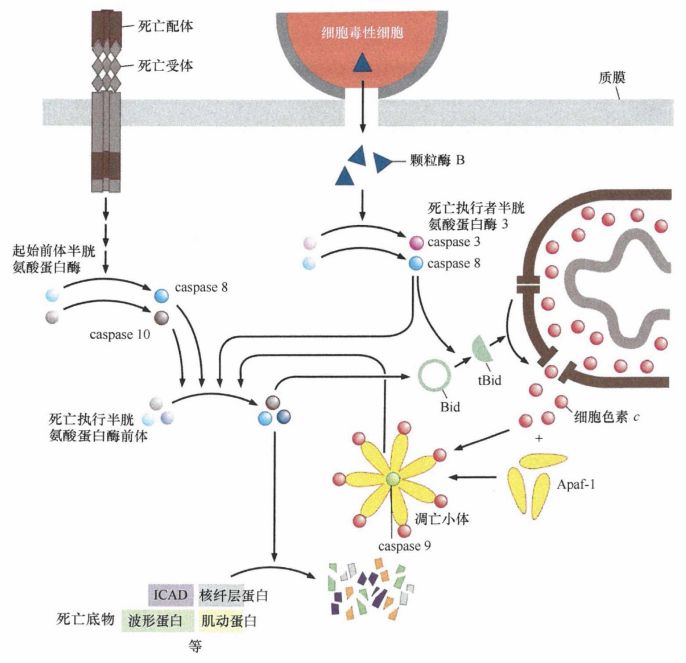 死亡配体
死亡受体
细胞毒性细胞
质膜
颗粒酶 B
死亡执行者半胱
氨酸蛋白酶 3
caspase 3
caspase 8
起始前体半胱
氨酸蛋白酶
caspase 8
caspase 10
死亡执行半胱
氨酸蛋白酶前体
Bid
tBid
细胞色素 c
+
Apaf-1
凋亡小体
caspase 9
ICAD 核纤层蛋白
死亡底物 波形蛋白 肌动蛋白
等